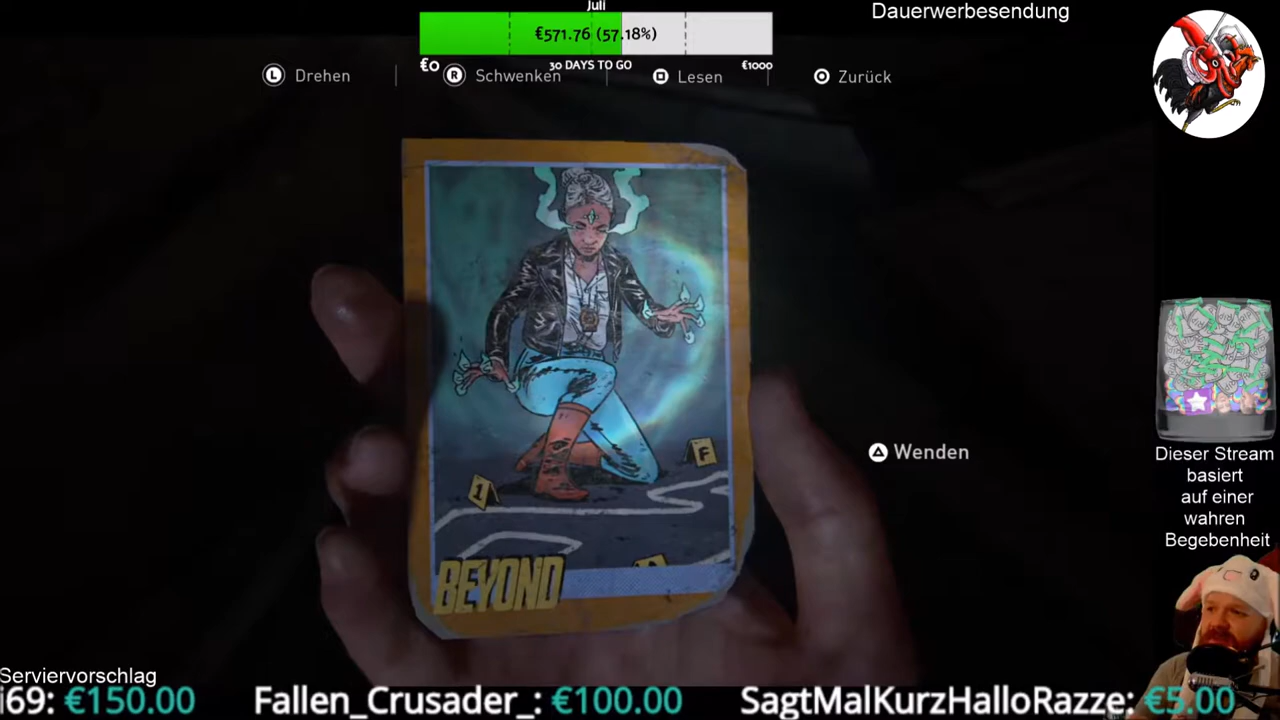 Juli
€571.76 (57.18%)
€0
30 DAYS TO GO
€1000
Dauerwerbesendung
L Drehen
R Schwenken
Lesen
Zurück
Wenden
1
F
BEYOND
Dieser Stream
basiert
auf einer
wahren
Begebenheit
Serviervorschlag
i69: €150.00 Fallen_Crusader_: €100.00 SagtMalKurzHalloRazze: €5.00